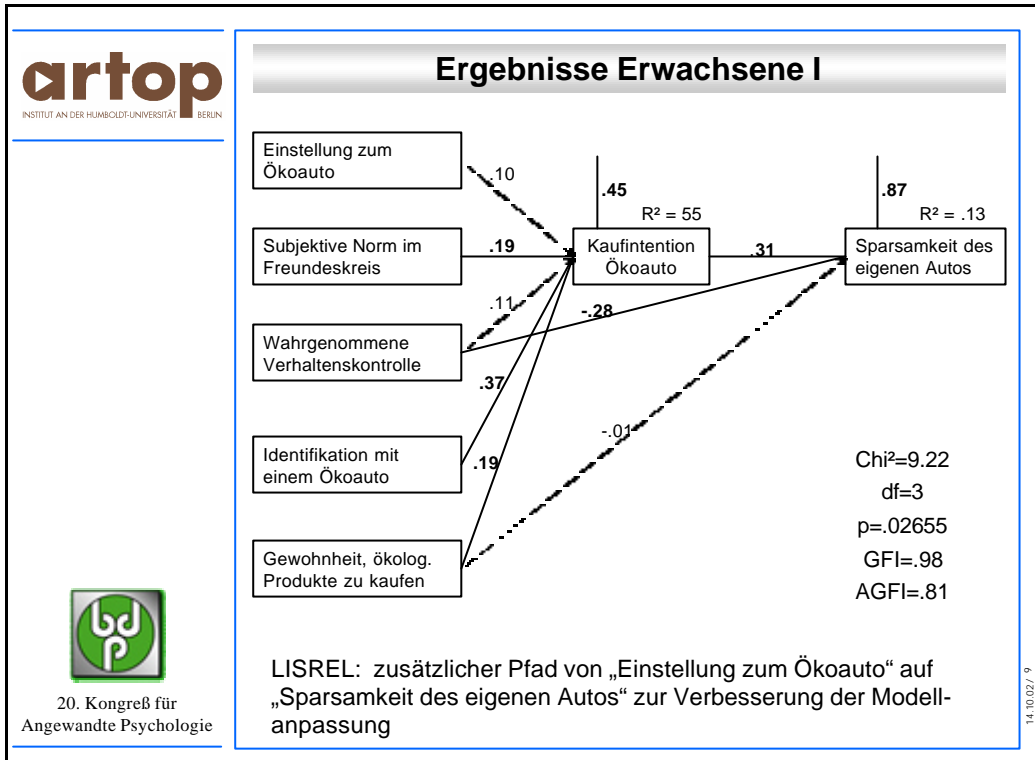 artop
INSTITUT AN DER HUMBOLDT-UNIVERSITÄT BERLIN
Ergebnisse Erwachsene I
Einstellung zum
Ökoauto
.10
.45
R² = 55
.87
R² = .13
Subjektive Norm im
Freundeskreis
.19
Kaufintention
Ökoauto
.31
Sparsamkeit des
eigenen Autos
.11
-.28
Wahrgenommene
Verhaltenskontrolle
.37
-.01
Identifikation mit
einem Ökoauto
.19
Gewohnheit, ökolog.
Produkte zu kaufen
Chi²=9.22
df=3
p=.02655
GFI=.98
AGFI=.81
bdp
20. Kongreß für
Angewandte Psychologie
LISREL: zusätzlicher Pfad von „Einstellung zum Ökoauto“ auf
„Sparsamkeit des eigenen Autos“ zur Verbesserung der Modell-
anpassung
14.10.02 / 9